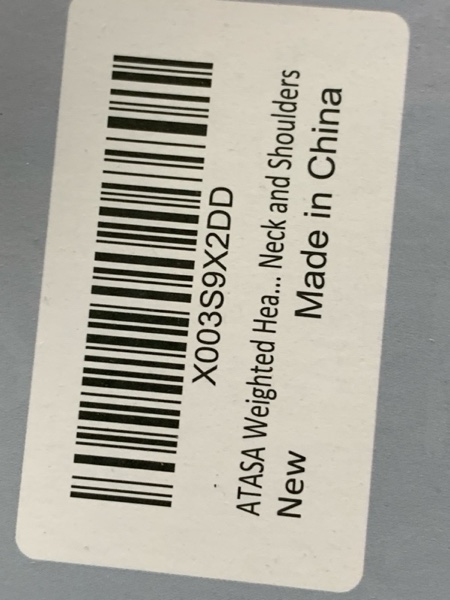 X003S9X2DD
ATASA Weighted Hea... Neck and Shoulders
New
Made in China